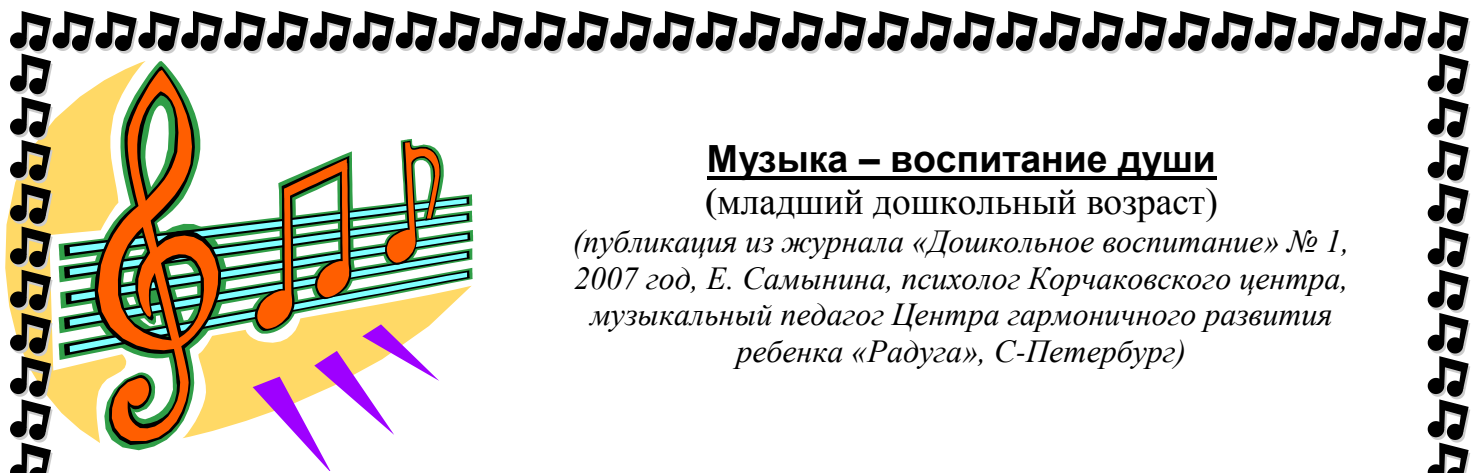 Музыка – воспитание души
(младший дошкольный возраст)
(публикация из журнала «Дошкольное воспитание» № 1,
2007 год, Е. Самынина, психолог Корчаковского центра,
музыкальный педагог Центра гармоничного развития
ребенка «Радуга», С-Петербург)